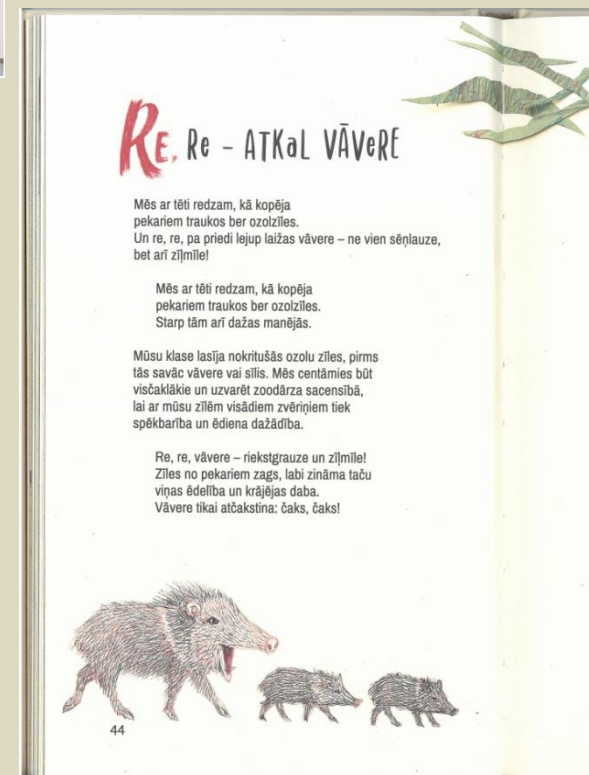 RE, Re – ATKaL VĀVeRE
Mēs ar tēti redzam, kā kopēja
pekariem traukos ber ozolzīles.
Un re, re, pa priedi lejup laižas vāvere – ne vien sēņlauze,
bet arī zīļmīle!
Mēs ar tēti redzam, kā kopēja
pekariem traukos ber ozolzīles.
Starp tām arī dažas manējās.
Mūsu klase lasīja nokritušās ozolu zīles, pirms
tās savāc vāvere vai sīlis. Mēs centāmies būt
visčaklākie un uzvarēt zoodārza sacensībā,
lai ar mūsu zīlēm visādiem zvēriņiem tiek
spēkbarība un ēdiena dažādība.
Re, re, vāvere – riekstgrauze un zīļmīle!
Zīles no pekariem zags, labi zināma taču
viņas ēdelība un krājējas daba.
Vāvere tikai atčakstina: čaks, čaks!
44